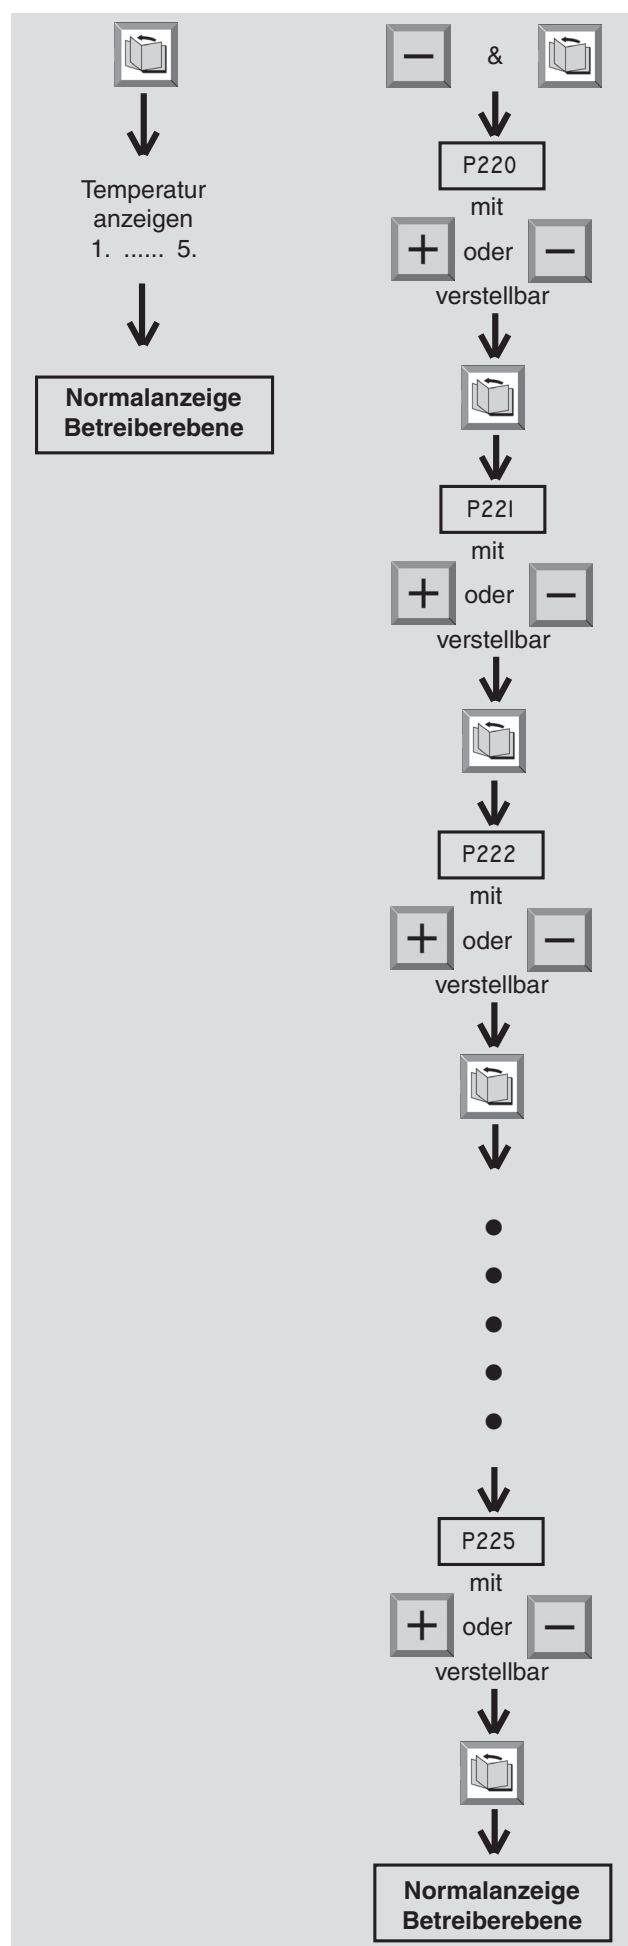 Temperatur
anzeigen
1. ...... 5.
Normalanzeige
Betreiberebene
− & 
P220
mit
+ oder −
verstellbar
P221
mit
+ oder −
verstellbar
P222
mit
+ oder −
verstellbar
P225
mit
+ oder −
verstellbar
Normalanzeige
Betreiberebene